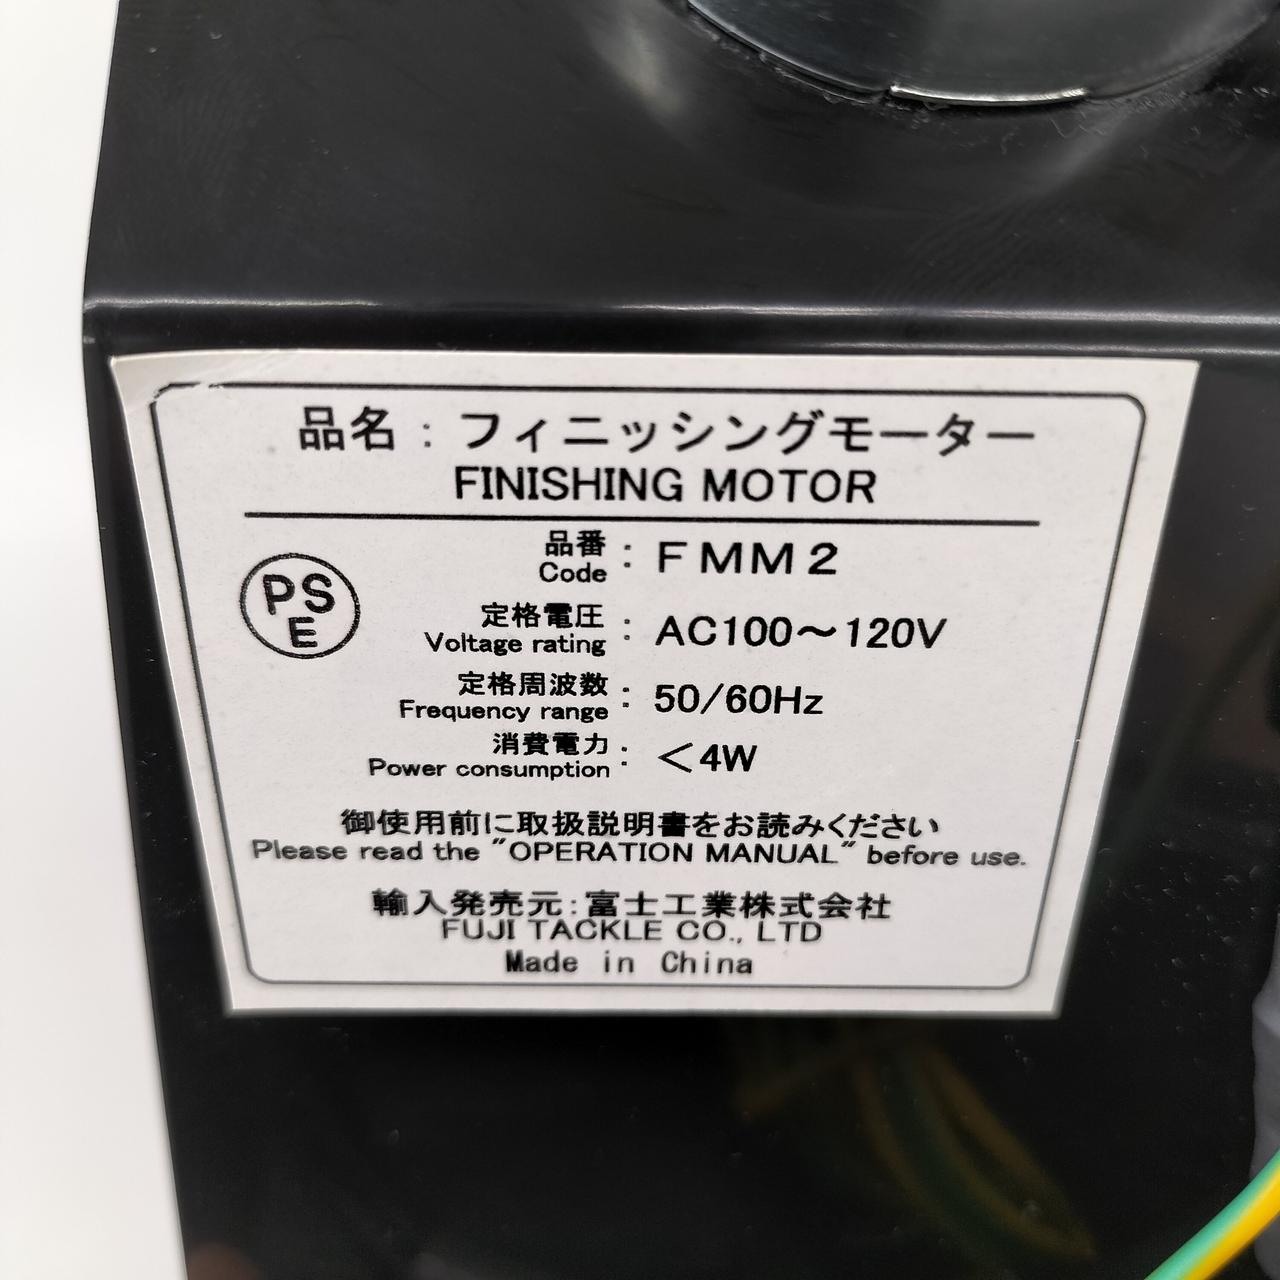 品名：フィニッシングモーター
FINISHING MOTOR
PS
E
品番
Code
：FMM2
定格電圧
Voltage rating
：AC100～120V
定格周波数
Frequency range
：50/60Hz
消費電力
Power consumption
：＜4W
御使用前に取扱説明書をお読みください
Please read the "OPERATION MANUAL" before use.
輸入発売元：富士工業株式会社
FUJI TACKLE CO., LTD
Made in China